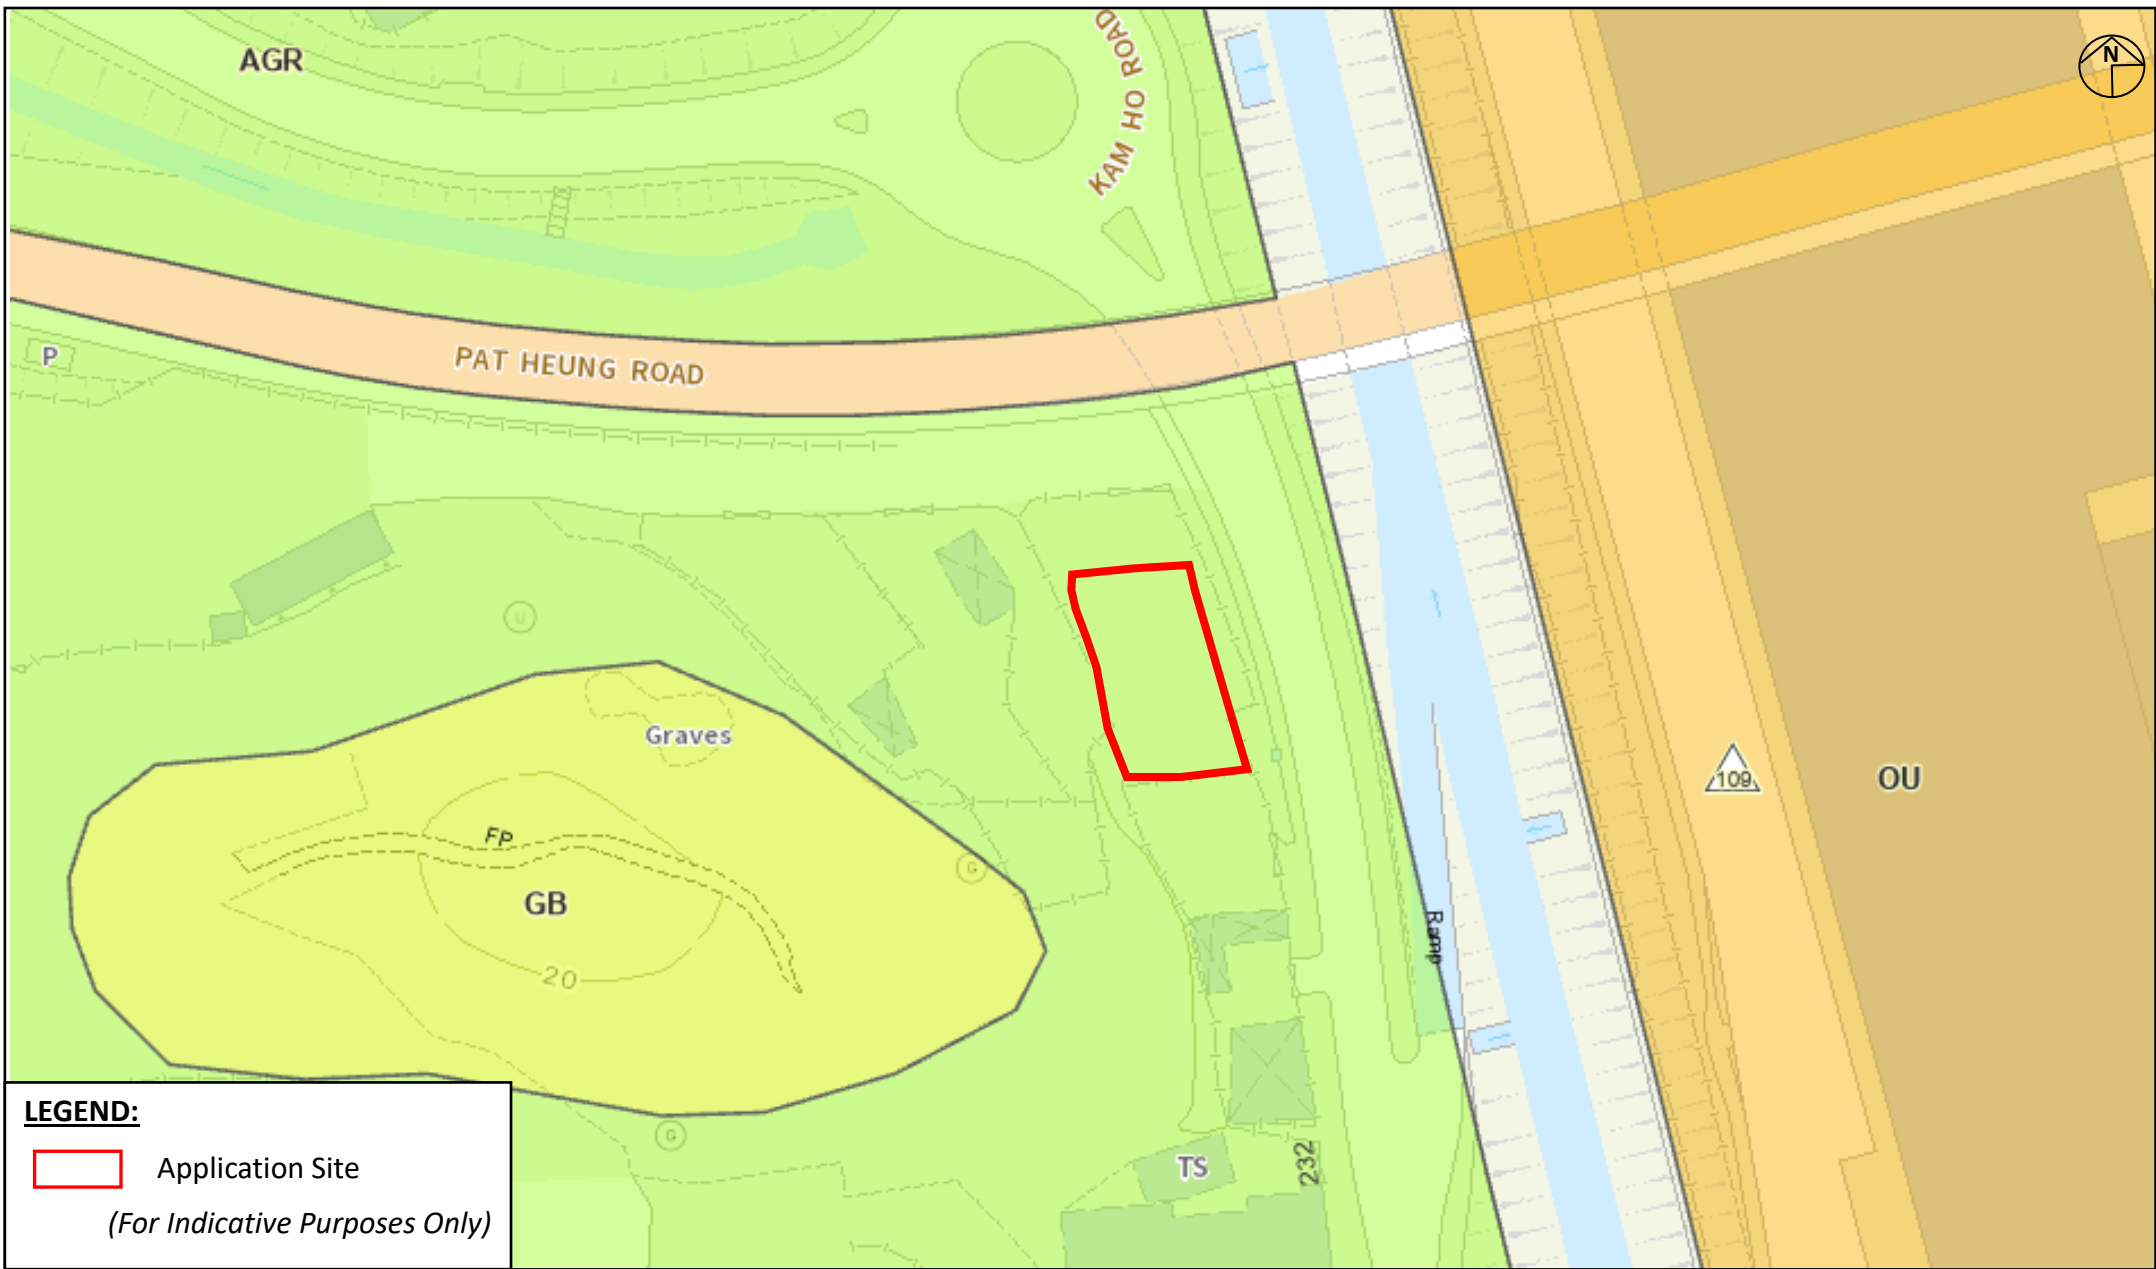 AGR
KAM HO ROAD
N
P
PAT HEUNG ROAD
U
Graves
FP
GB
20
G
109
OU
Ramp
G
TS
232
LEGEND:
Application Site
(For Indicative Purposes Only)